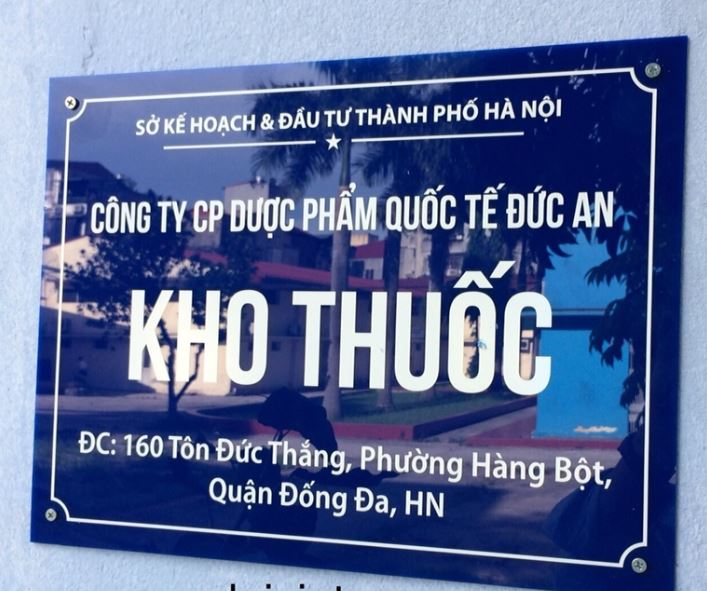 SỞ KẾ HOẠCH & ĐẦU TƯ THÀNH PHỐ HÀ NỘI
CÔNG TY CP DƯỢC PHẨM QUỐC TẾ ĐỨC AN
KHO THUỐC
ĐC: 160 Tôn Đức Thắng, Phường Hàng Bột,
Quận Đống Đa, HN